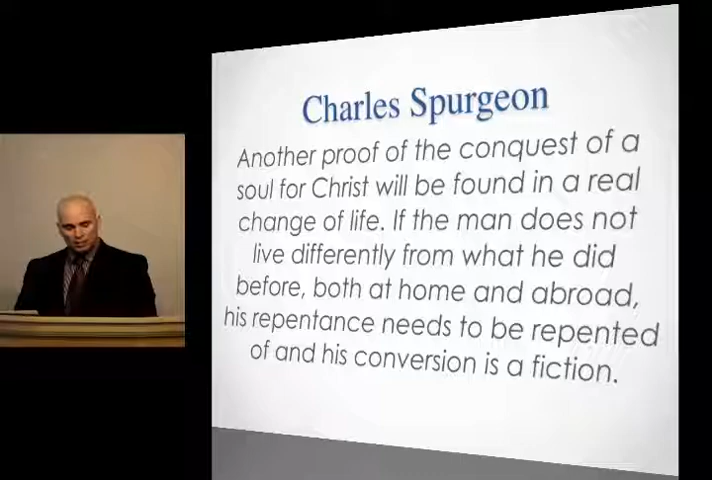 Charles Spurgeon
Another proof of the conquest of a
soul for Christ will be found in a real
change of life. If the man does not
live differently from what he did
before, both at home and abroad,
his repentance needs to be repented
of and his conversion is a fiction.